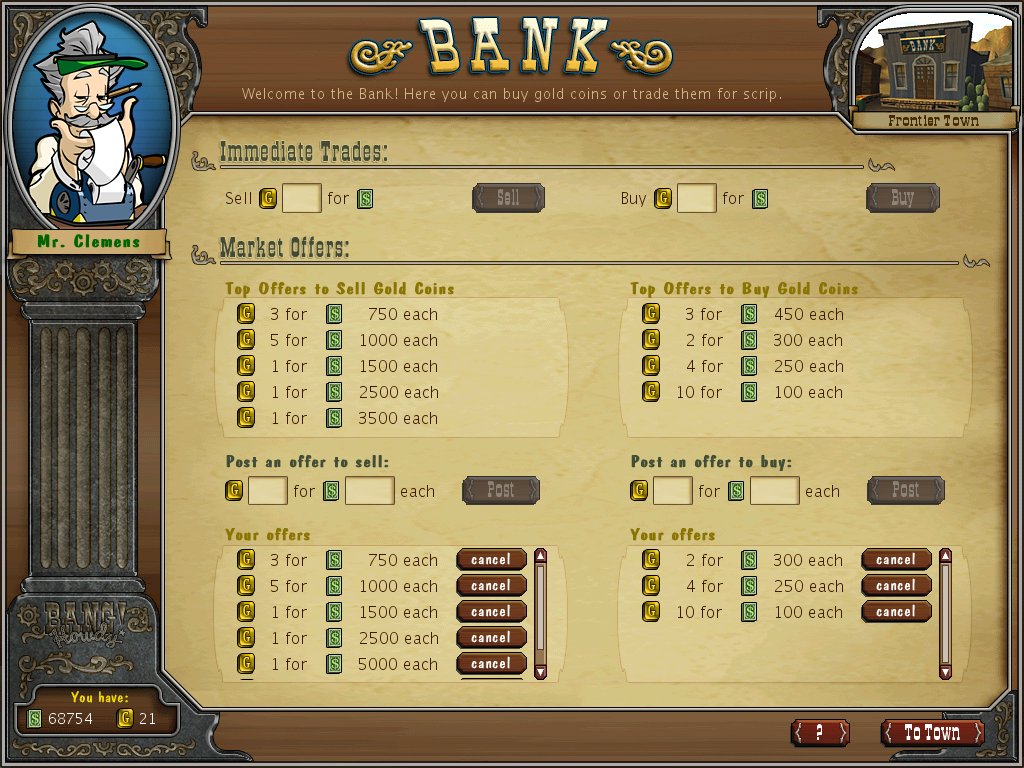 BANK
Welcome to the Bank! Here you can buy gold coins or trade them for scrip.
BANK
Frontier Town
Mr. Clemens
Immediate Trades:
Sell G for $ Sell
Buy G for $ Buy
Market Offers:
Top Offers to Sell Gold Coins
G 3 for $ 750 each
G 5 for $ 1000 each
G 1 for $ 1500 each
G 1 for $ 2500 each
G 1 for $ 3500 each
Top Offers to Buy Gold Coins
G 3 for $ 450 each
G 2 for $ 300 each
G 4 for $ 250 each
G 10 for $ 100 each
Post an offer to sell:
G for $ each Post
Post an offer to buy:
G for $ each Post
Your offers
G 3 for $ 750 each cancel
G 5 for $ 1000 each cancel
G 1 for $ 1500 each cancel
G 1 for $ 2500 each cancel
G 1 for $ 5000 each cancel
Your offers
G 2 for $ 300 each cancel
G 4 for $ 250 each cancel
G 10 for $ 100 each cancel
BANG!
Howdy
You have:
$ 68754 G 21
?
To Town